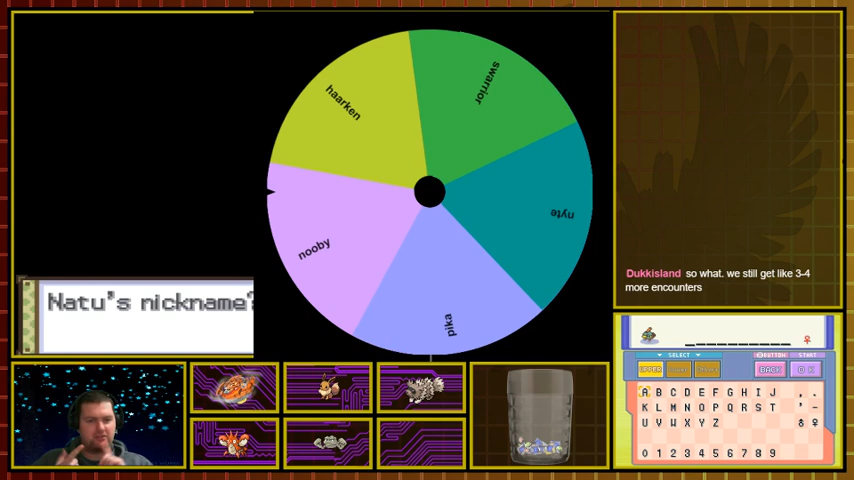 haarken
swarrior
nyte
pika
nooby
Natu's nickname?
Dukkisland so what. we still get like 3-4
more encounters
SELECT
BUTTON
START
UPPER
BACK
OK
A B C D E F G H I J , .
K L M N O P Q R S T ' -
U V W X Y Z ♂ ♀
0 1 2 3 4 5 6 7 8 9